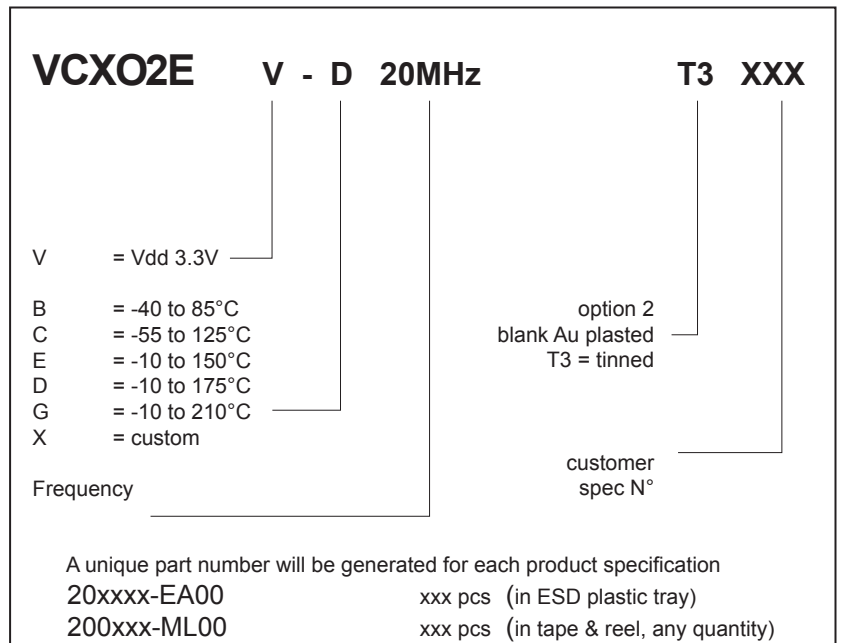 VCXO2E V - D 20MHz T3 XXX
V = Vdd 3.3V
B = -40 to 85°C
C = -55 to 125°C
E = -10 to 150°C
D = -10 to 175°C
G = -10 to 210°C
X = custom
Frequency
option 2
blank Au plasted
T3 = tinned
customer
spec N°
A unique part number will be generated for each product specification
20xxxx-EA00 xxx pcs (in ESD plastic tray)
200xxx-ML00 xxx pcs (in tape & reel, any quantity)